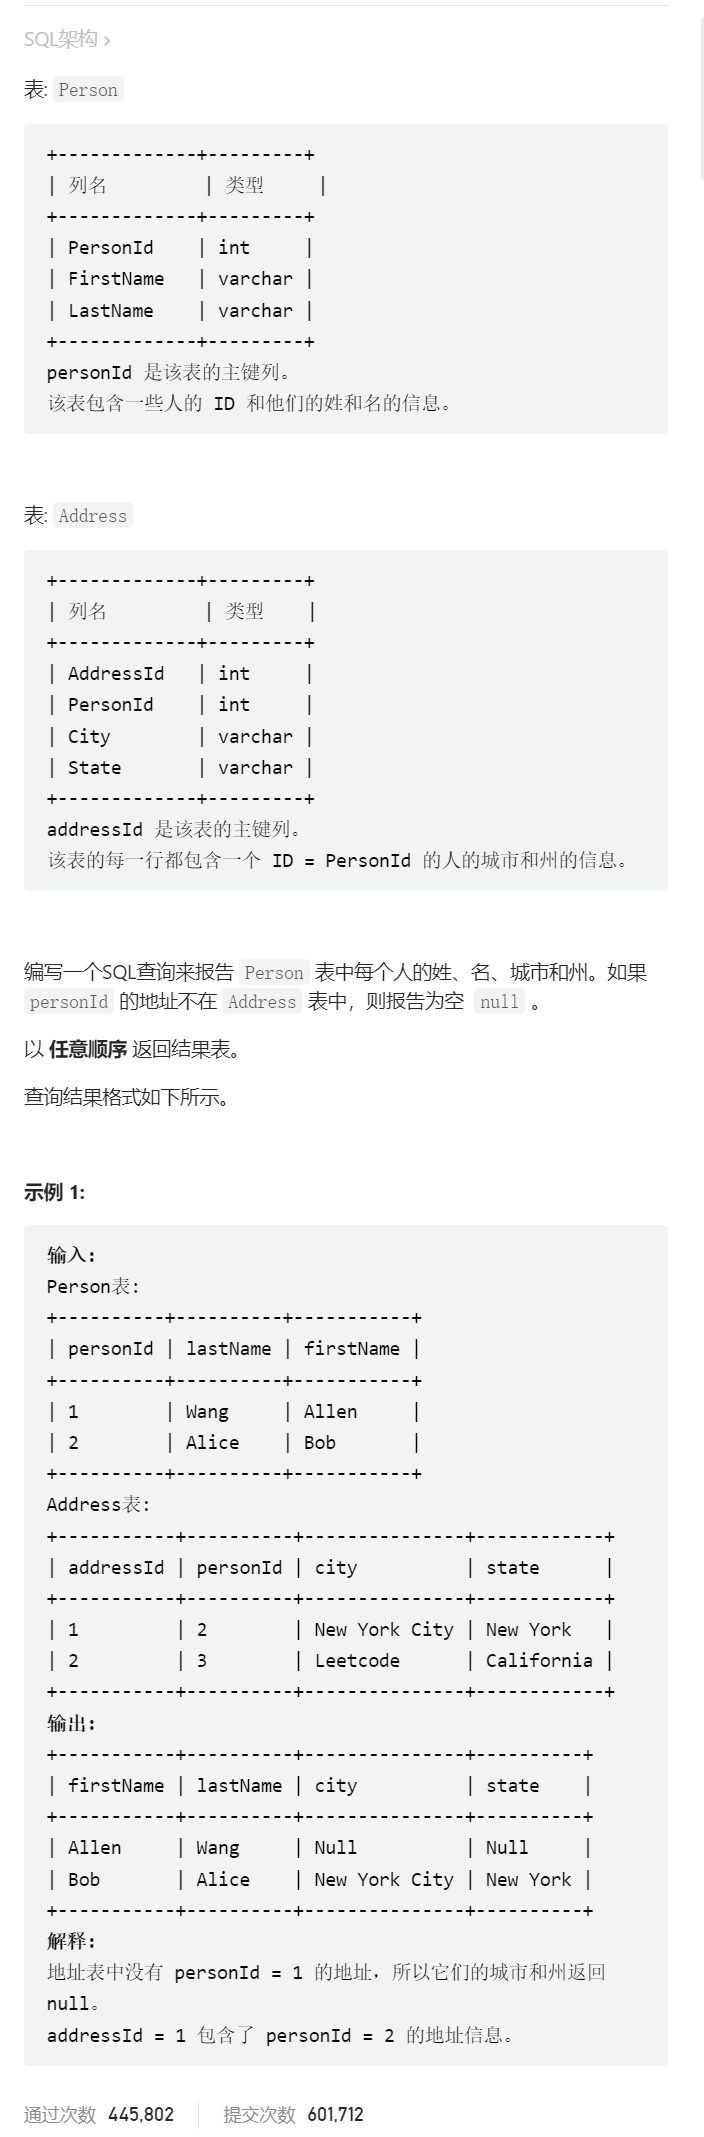 SQL架构 ›
表: Person
+-------------+---------+
| 列名         | 类型     |
+-------------+---------+
| PersonId    | int     |
| FirstName   | varchar |
| LastName    | varchar |
+-------------+---------+
personId 是该表的主键列。
该表包含一些人的 ID 和他们的姓和名的信息。
表: Address
+-------------+---------+
| 列名         | 类型    |
+-------------+---------+
| AddressId   | int     |
| PersonId    | int     |
| City        | varchar |
| State       | varchar |
+-------------+---------+
addressId 是该表的主键列。
该表的每一行都包含一个 ID = PersonId 的人的城市和州的信息。
编写一个SQL查询来报告 Person 表中每个人的姓、名、城市和州。如果
personId 的地址不在 Address 表中，则报告为空  null 。
以 任意顺序 返回结果表。
查询结果格式如下所示。
示例 1:
输入:
Person表:
+----------+----------+-----------+
| personId | lastName | firstName |
+----------+----------+-----------+
| 1        | Wang     | Allen     |
| 2        | Alice    | Bob       |
+----------+----------+-----------+
Address表:
+-----------+----------+---------------+------------+
| addressId | personId | city          | state      |
+-----------+----------+---------------+------------+
| 1         | 2        | New York City | New York   |
| 2         | 3        | Leetcode      | California |
+-----------+----------+---------------+------------+
输出:
+-----------+----------+---------------+----------+
| firstName | lastName | city          | state    |
+-----------+----------+---------------+----------+
| Allen     | Wang     | Null          | Null     |
| Bob       | Alice    | New York City | New York |
+-----------+----------+---------------+----------+
解释:
地址表中没有 personId = 1 的地址，所以它们的城市和州返回
null。
addressId = 1 包含了 personId = 2 的地址信息。
通过次数 445,802 提交次数 601,712